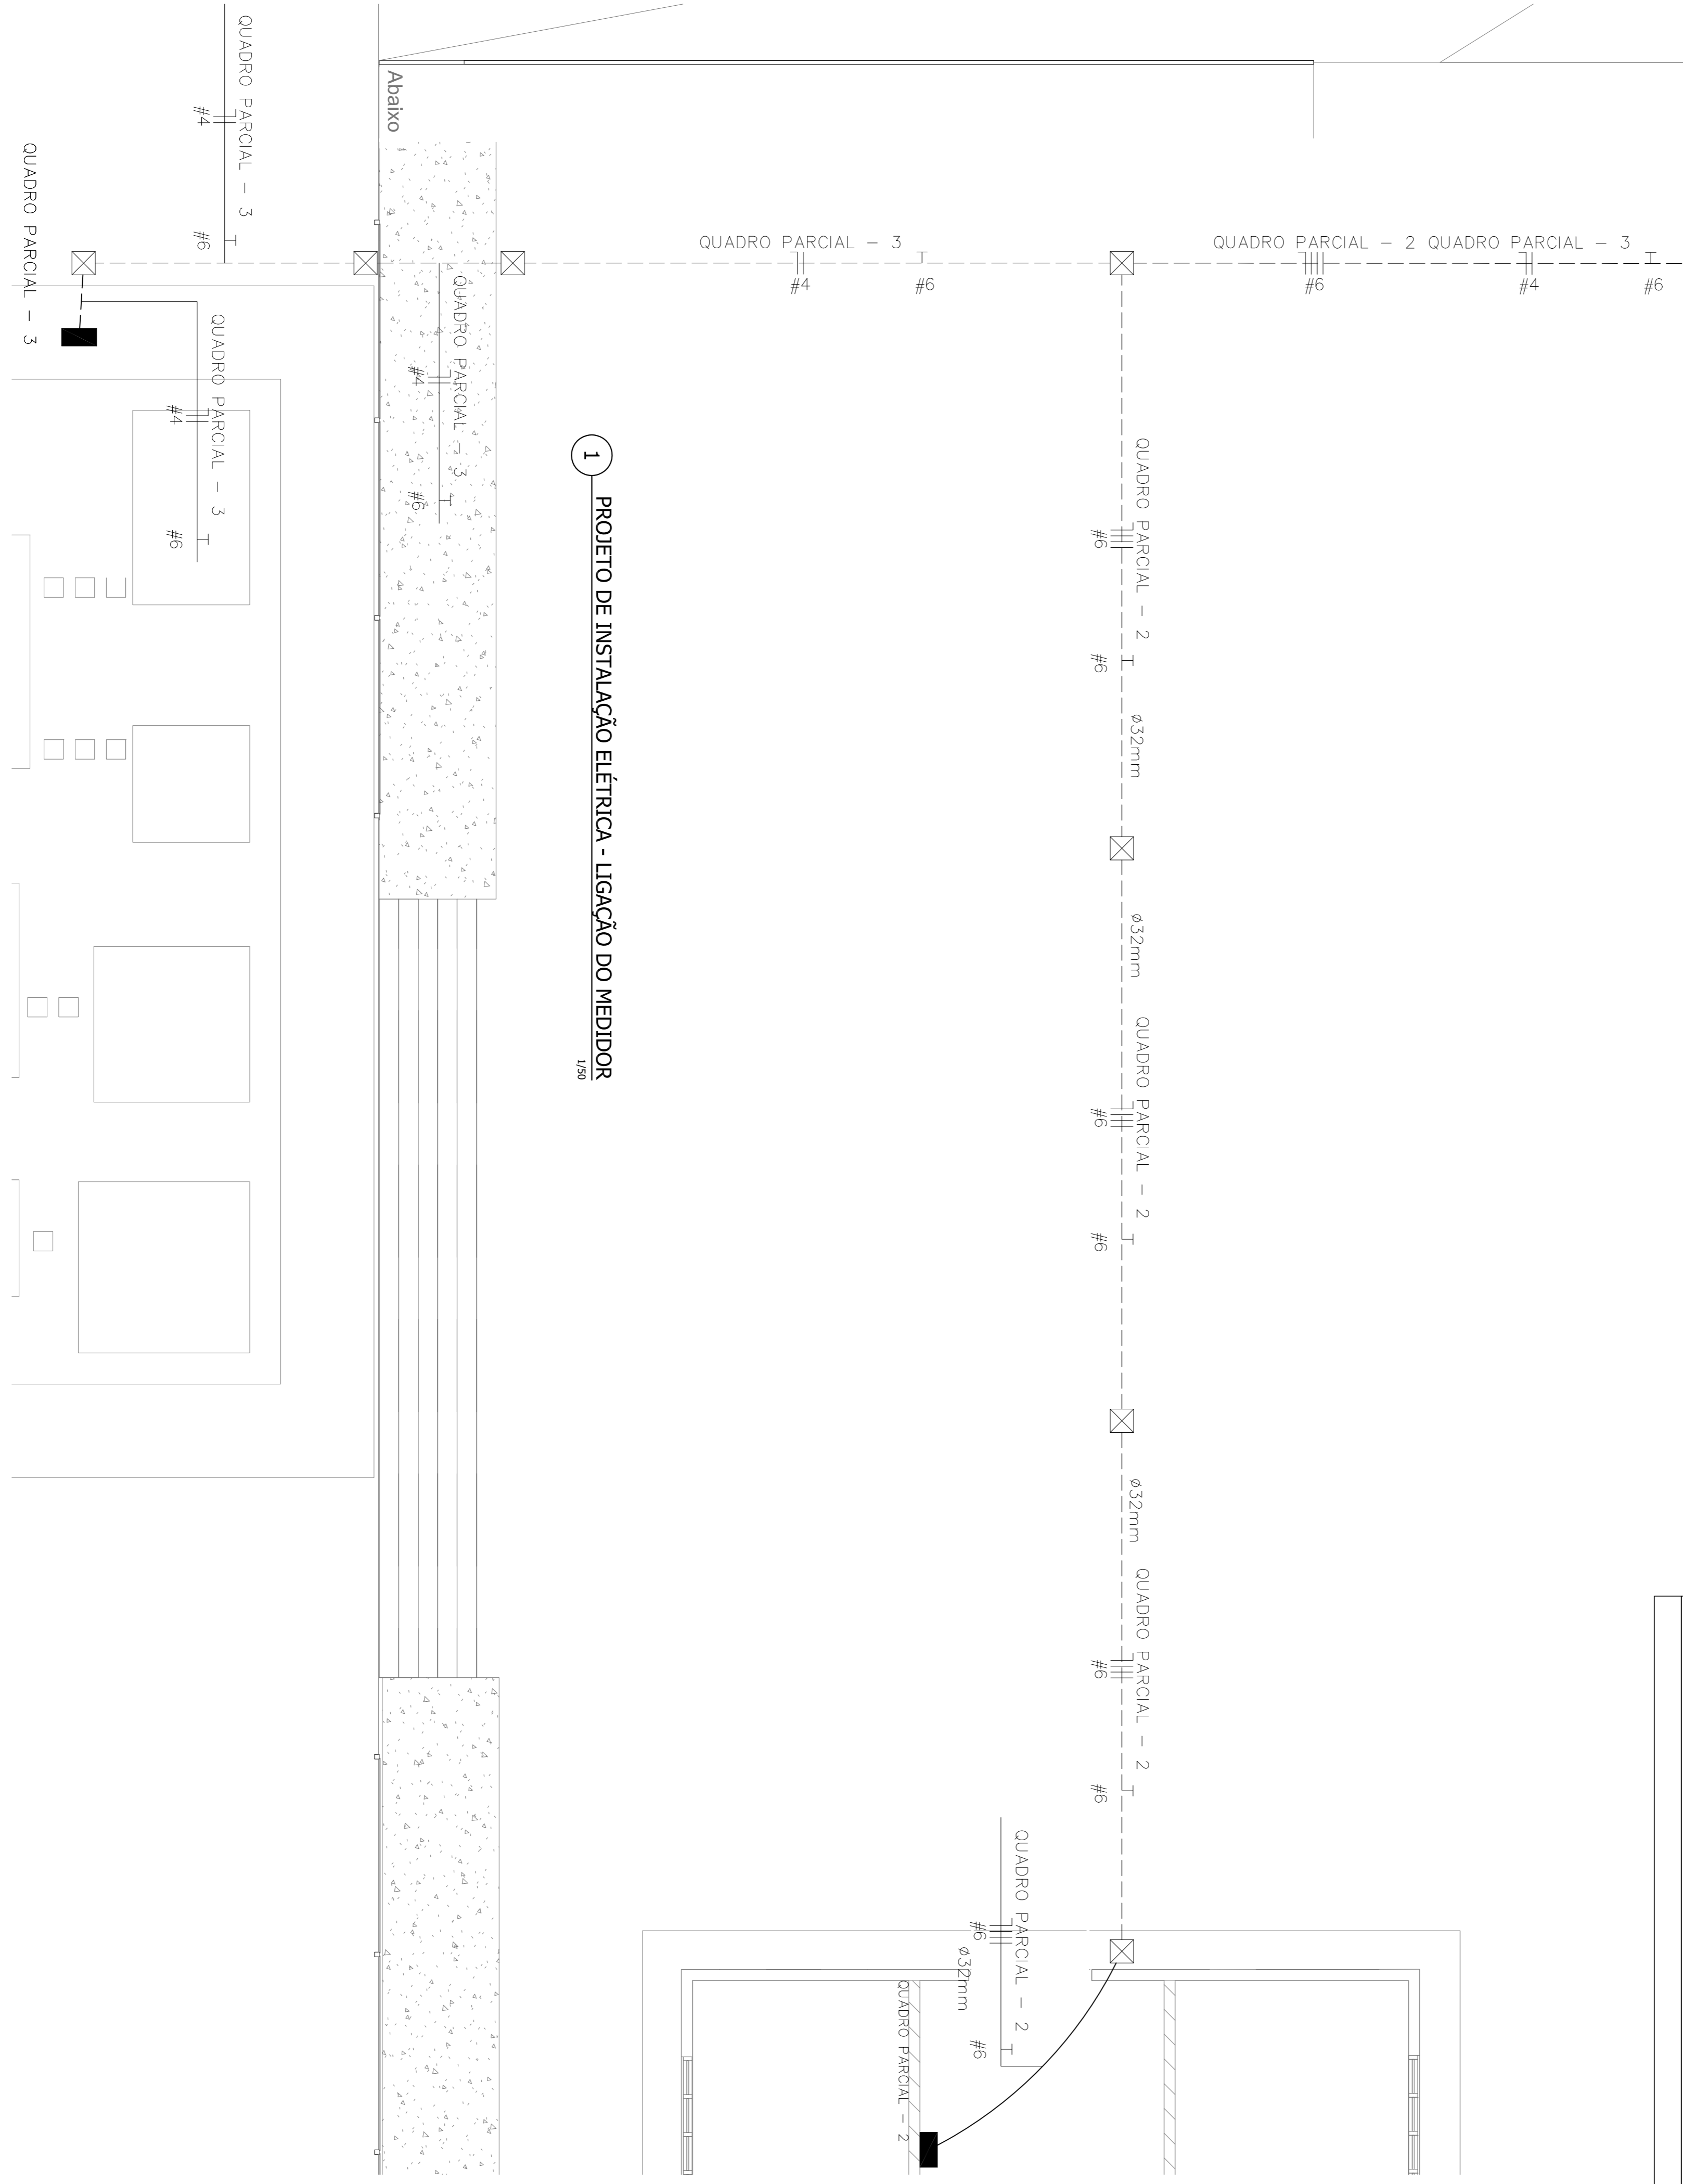 QUADRO PARCIAL - 3
#4
#6
QUADRO PARCIAL - 3
Abaixo
QUADRO PARCIAL - 3
#4
#6
QUADRO PARCIAL - 2
#6
QUADRO PARCIAL - 3
#4
#6
QUADRO PARCIAL - 3
#4
#6
QUADRO PARCIAL - 3
#4
#6
1
PROJETO DE INSTALAÇÃO ELÉTRICA - LIGAÇÃO DO MEDIDOR
1/50
QUADRO PARCIAL - 2
#6
#6
ø32mm
ø32mm
QUADRO PARCIAL - 2
#6
#6
ø32mm
QUADRO PARCIAL - 2
#6
#6
QUADRO PARCIAL - 2
#6
#6
ø32mm
QUADRO PARCIAL - 2